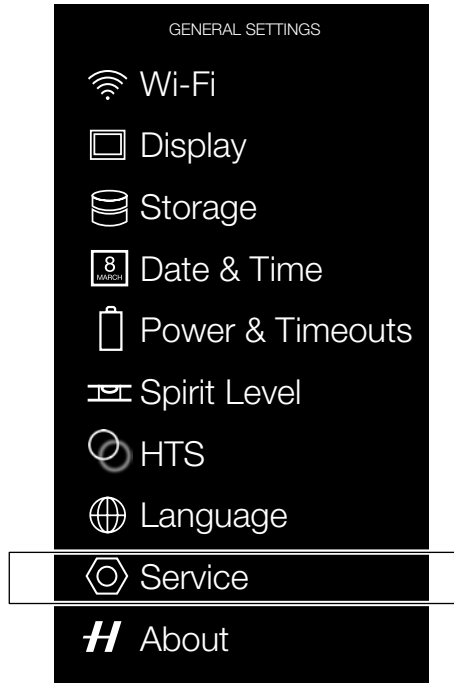 GENERAL SETTINGS
Wi-Fi
Display
Storage
8
MARCH
Date & Time
Power & Timeouts
Spirit Level
HTS
Language
Service
H About